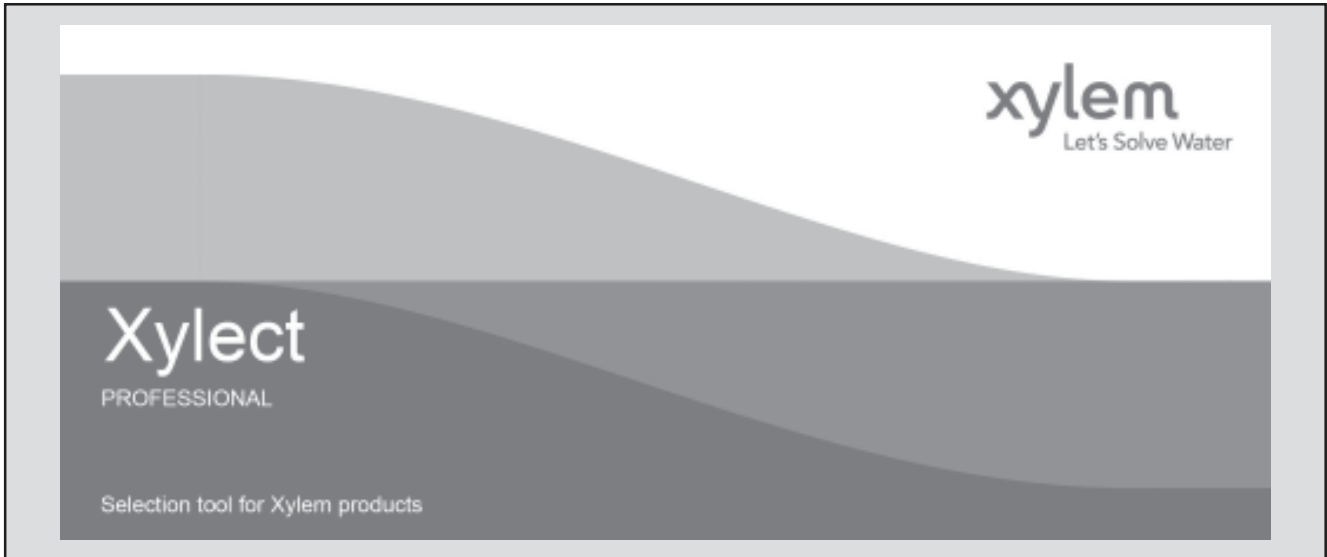 xylem
Let's Solve Water
Xylect
PROFESSIONAL
Selection tool for Xylem products